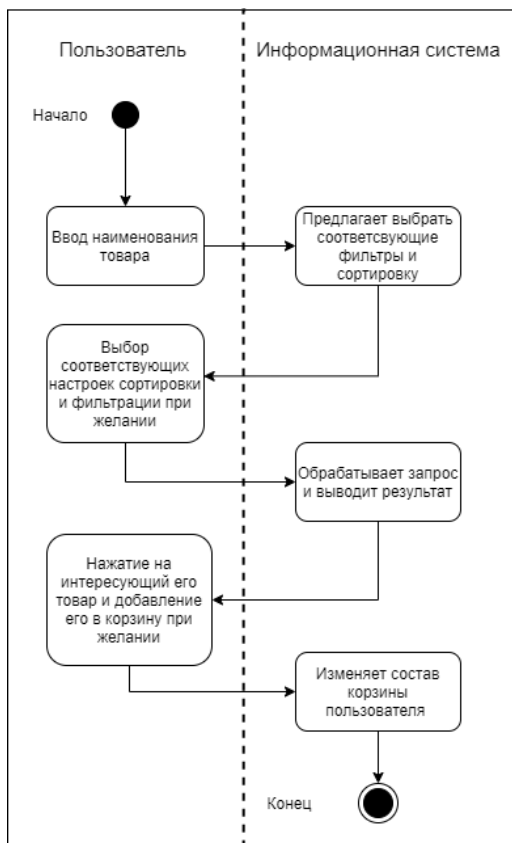 Пользователь
Информационная система
Начало
Ввод наименования
товара
Предлагает выбрать
соответсвующие
фильтры и
сортировку
Выбор
соответствующих
настроек сортировки
и фильтрации при
желании
Обрабатывает запрос
и выводит результат
Нажатие на
интересующий его
товар и добавление
его в корзину при
желании
Изменяет состав
корзины
пользователя
Конец